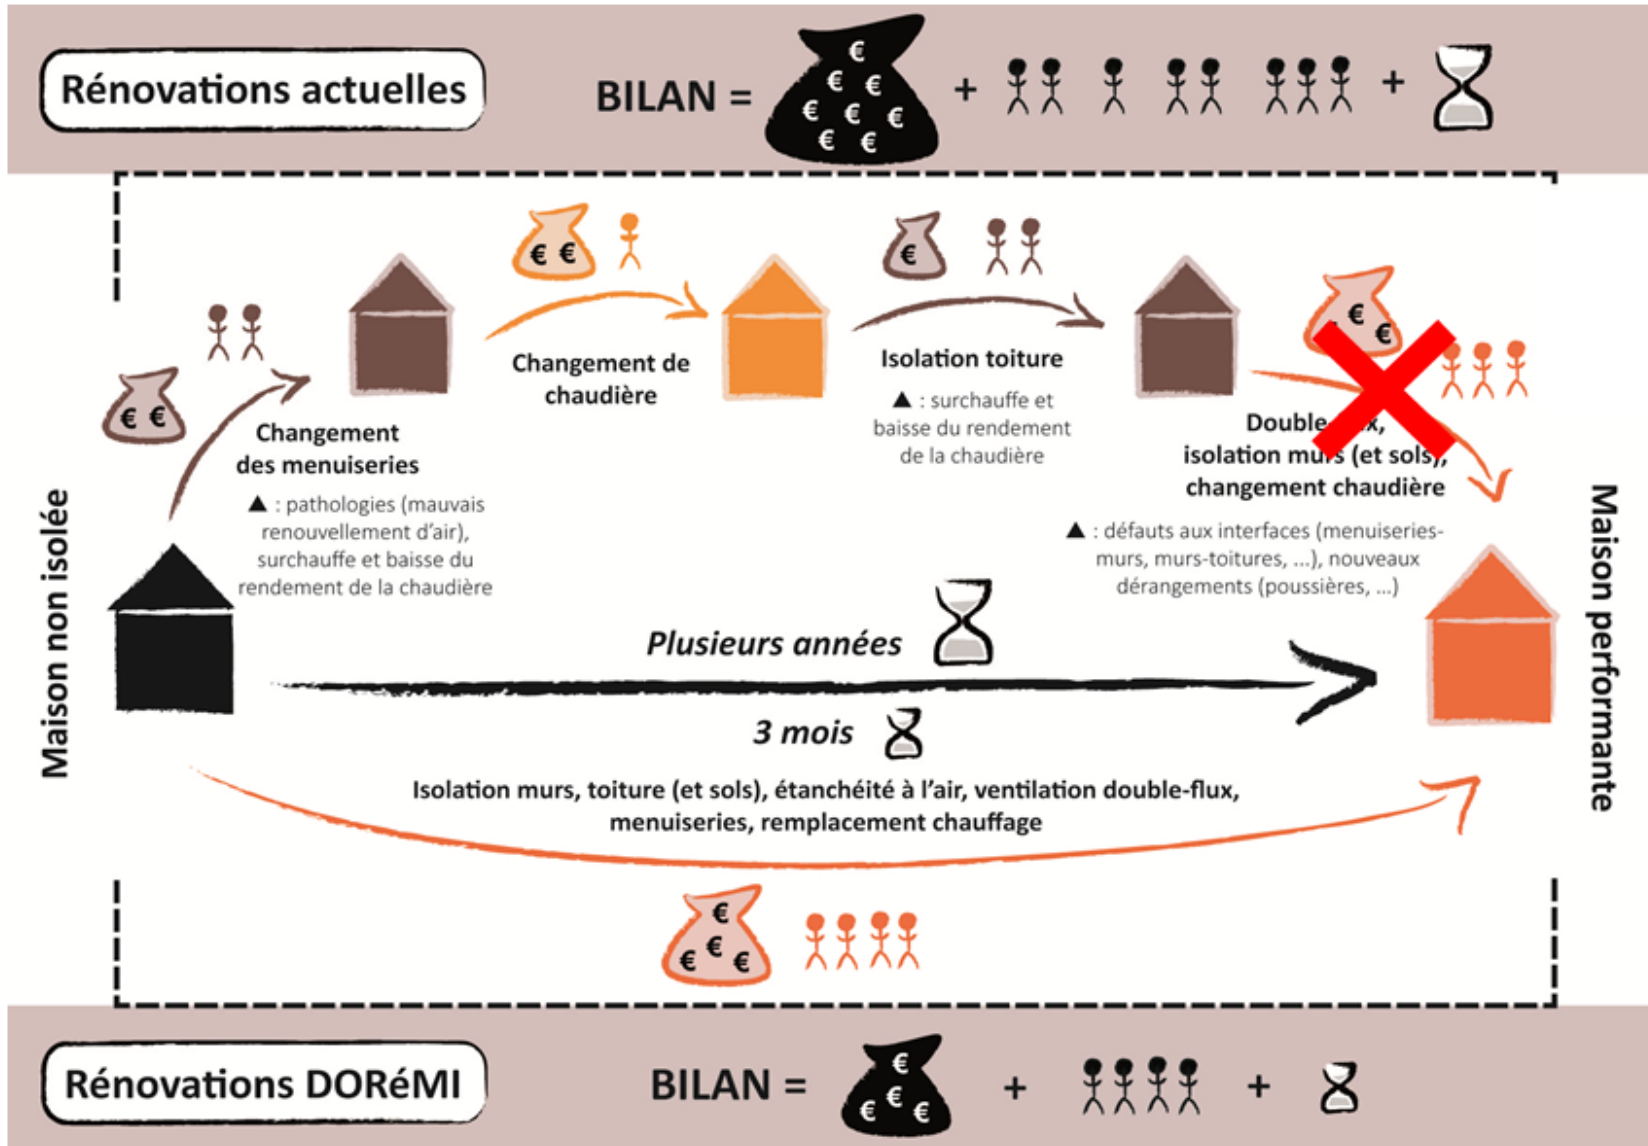 Rénovations actuelles
BILAN =
€
€ €
€ € €
€ €
+
+
€ €
Changement de
chaudière
€
Isolation toiture
▲ : surchauffe et
baisse du rendement
de la chaudière
€
€
isolation murs (et sols),
changement chaudière
▲ : défauts aux interfaces (menuiseries-
murs, murs-toitures, ...), nouveaux
dérangements (poussières, ...)
€ €
Changement
des menuiseries
▲ : pathologies (mauvais
renouvellement d'air),
surchauffe et baisse du
rendement de la chaudière
Maison non isolée
Maison performante
Plusieurs années
3 mois
Isolation murs, toiture (et sols), étanchéité à l'air, ventilation double-flux,
menuiseries, remplacement chauffage
€
€ € €
Rénovations DORéMI
BILAN =
€
€ € €
+
+